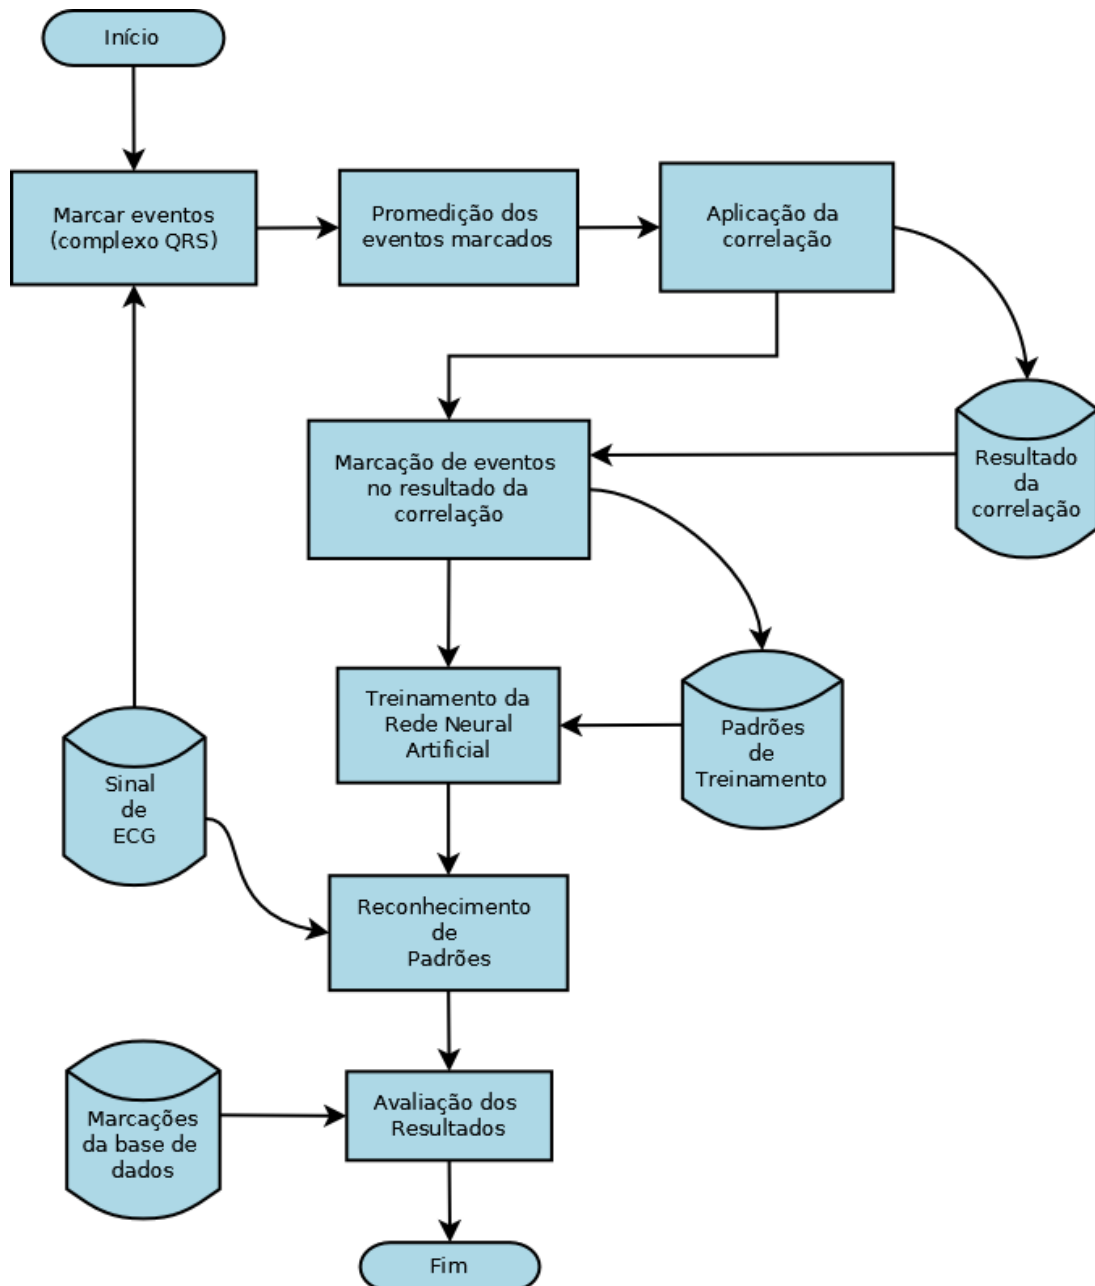 Início
Marcar eventos
(complexo QRS)
Promedição dos
eventos marcados
Aplicação da
correlação
Marcação de eventos
no resultado da
correlação
Resultado
da
correlação
Treinamento da
Rede Neural
Artificial
Padrões
de
Treinamento
Sinal
de
ECG
Reconhecimento
de
Padrões
Marcações
da base de
dados
Avaliação dos
Resultados
Fim